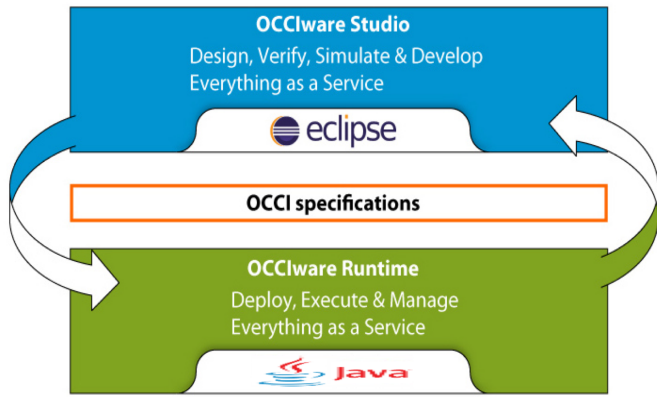 OCCIware Studio
Design, Verify, Simulate & Develop
Everything as a Service
eclipse
OCCI specifications
OCCIware Runtime
Deploy, Execute & Manage
Everything as a Service
Java